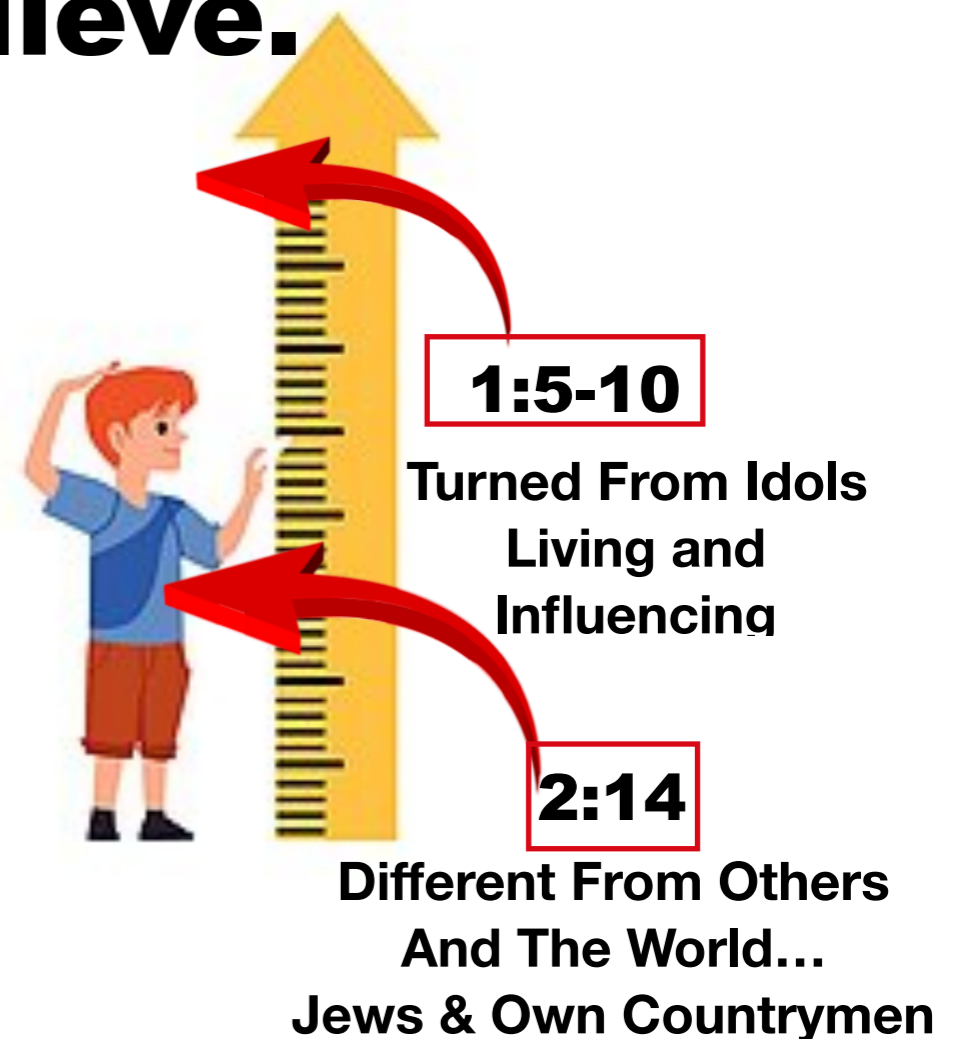 1:5-10
Turned From Idols
Living and
Influencing
2:14
Different From Others
And The World…
Jews & Own Countrymen